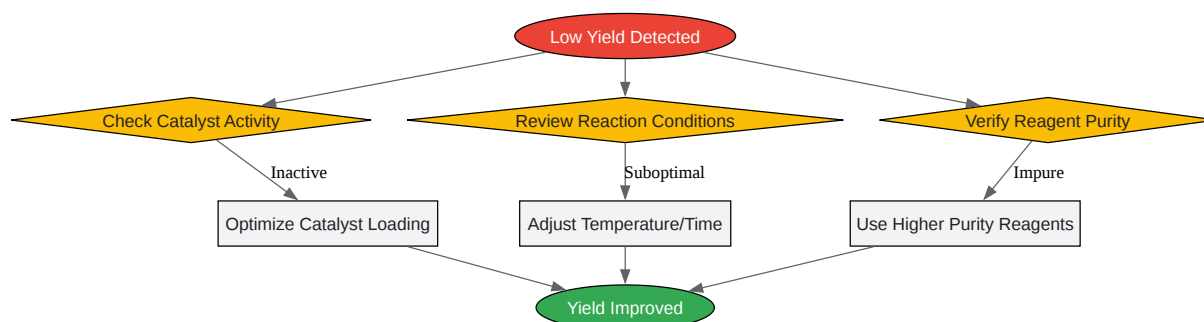 Low Yield Detected
Check Catalyst Activity
Review Reaction Conditions
Verify Reagent Purity
Inactive
Suboptimal
Impure
Optimize Catalyst Loading
Adjust Temperature/Time
Use Higher Purity Reagents
Yield Improved